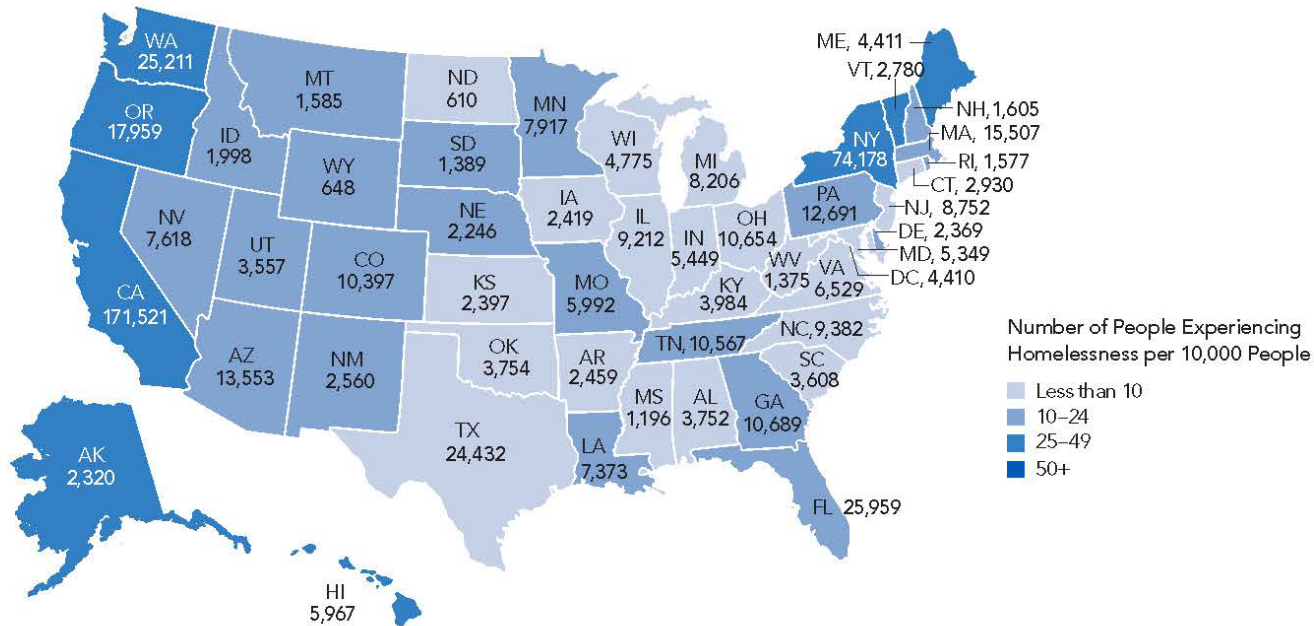 WA
25,211
OR
17,959
CA
171,521
ID
1,998
NV
7,618
MT
1,585
WY
648
UT
3,557
CO
10,397
AZ
13,553
NM
2,560
ND
610
SD
1,389
NE
2,246
KS
2,397
OK
3,754
TX
24,432
MN
7,917
IA
2,419
MO
5,992
AR
2,459
LA
7,373
WI
4,775
IL
9,212
MI
8,206
IN
5,449
OH
10,654
KY
3,984
TN, 10,567
MS
1,196
AL
3,752
GA
10,689
FL 25,959
SC
3,608
NC, 9,382
VA
6,529
WV
1,375
PA
12,691
NY
74,178
ME, 4,411
VT, 2,780
NH, 1,605
MA, 15,507
RI, 1,577
CT, 2,930
NJ, 8,752
DE, 2,369
MD, 5,349
DC, 4,410
AK
2,320
HI
5,967
Number of People Experiencing
Homelessness per 10,000 People
Less than 10
10–24
25–49
50+